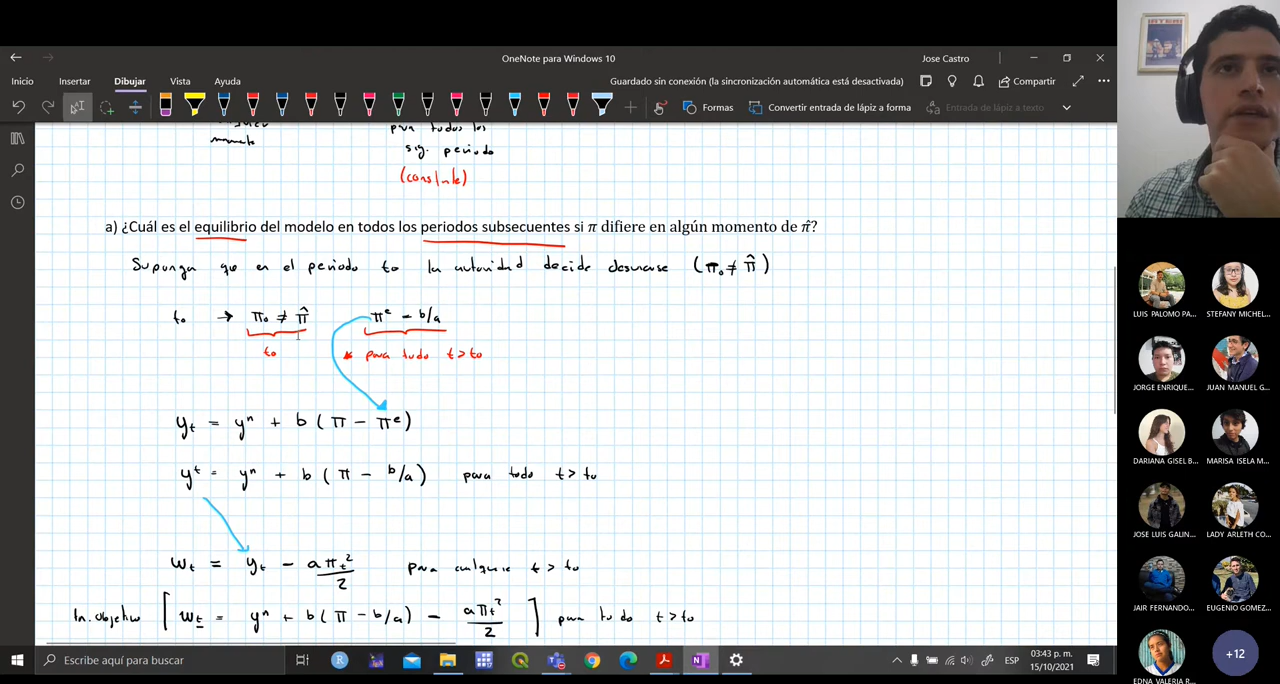 OneNote para Windows 10
Jose Castro
Inicio
Insertar
Dibujar
Vista
Ayuda
Guardado sin conexión (la sincronización automática está desactivada)
Compartir
Formas
Convertir entrada de lápiz a forma
Entrada de lápiz a texto
momento
para todos los
sig. periodo
(constante)
a) ¿Cuál es el equilibrio del modelo en todos los periodos subsecuentes si π difiere en algún momento de π̂?
Suponga que en el periodo to la autoridad decide desviarse (π₀ ≠ π̂)
to → π₀ ≠ π̂ πᵉ = b/a
to * para todo t > to
yₜ = yⁿ + b ( π − πᵉ )
yᵗ = yⁿ + b ( π − b/a ) para todo t > to
wₜ = yₜ − aπₜ²/2 para cualquier t > to
fn. objetivo [ wₜ = yⁿ + b ( π − b/a ) − aπₜ²/2 ] para todo t > to
LUIS PALOMO PA...
STEFANY MICHEL...
JORGE ENRIQUE...
JUAN MANUEL G...
DARIANA GISEL B...
MARISA ISELA M...
JOSE LUIS GALIN...
LADY ARLETH CO...
JAIR FERNANDO...
EUGENIO GOMEZ...
EDNA VALERIA R...
+12
Escribe aquí para buscar
ESP
03:43 p. m.
15/10/2021